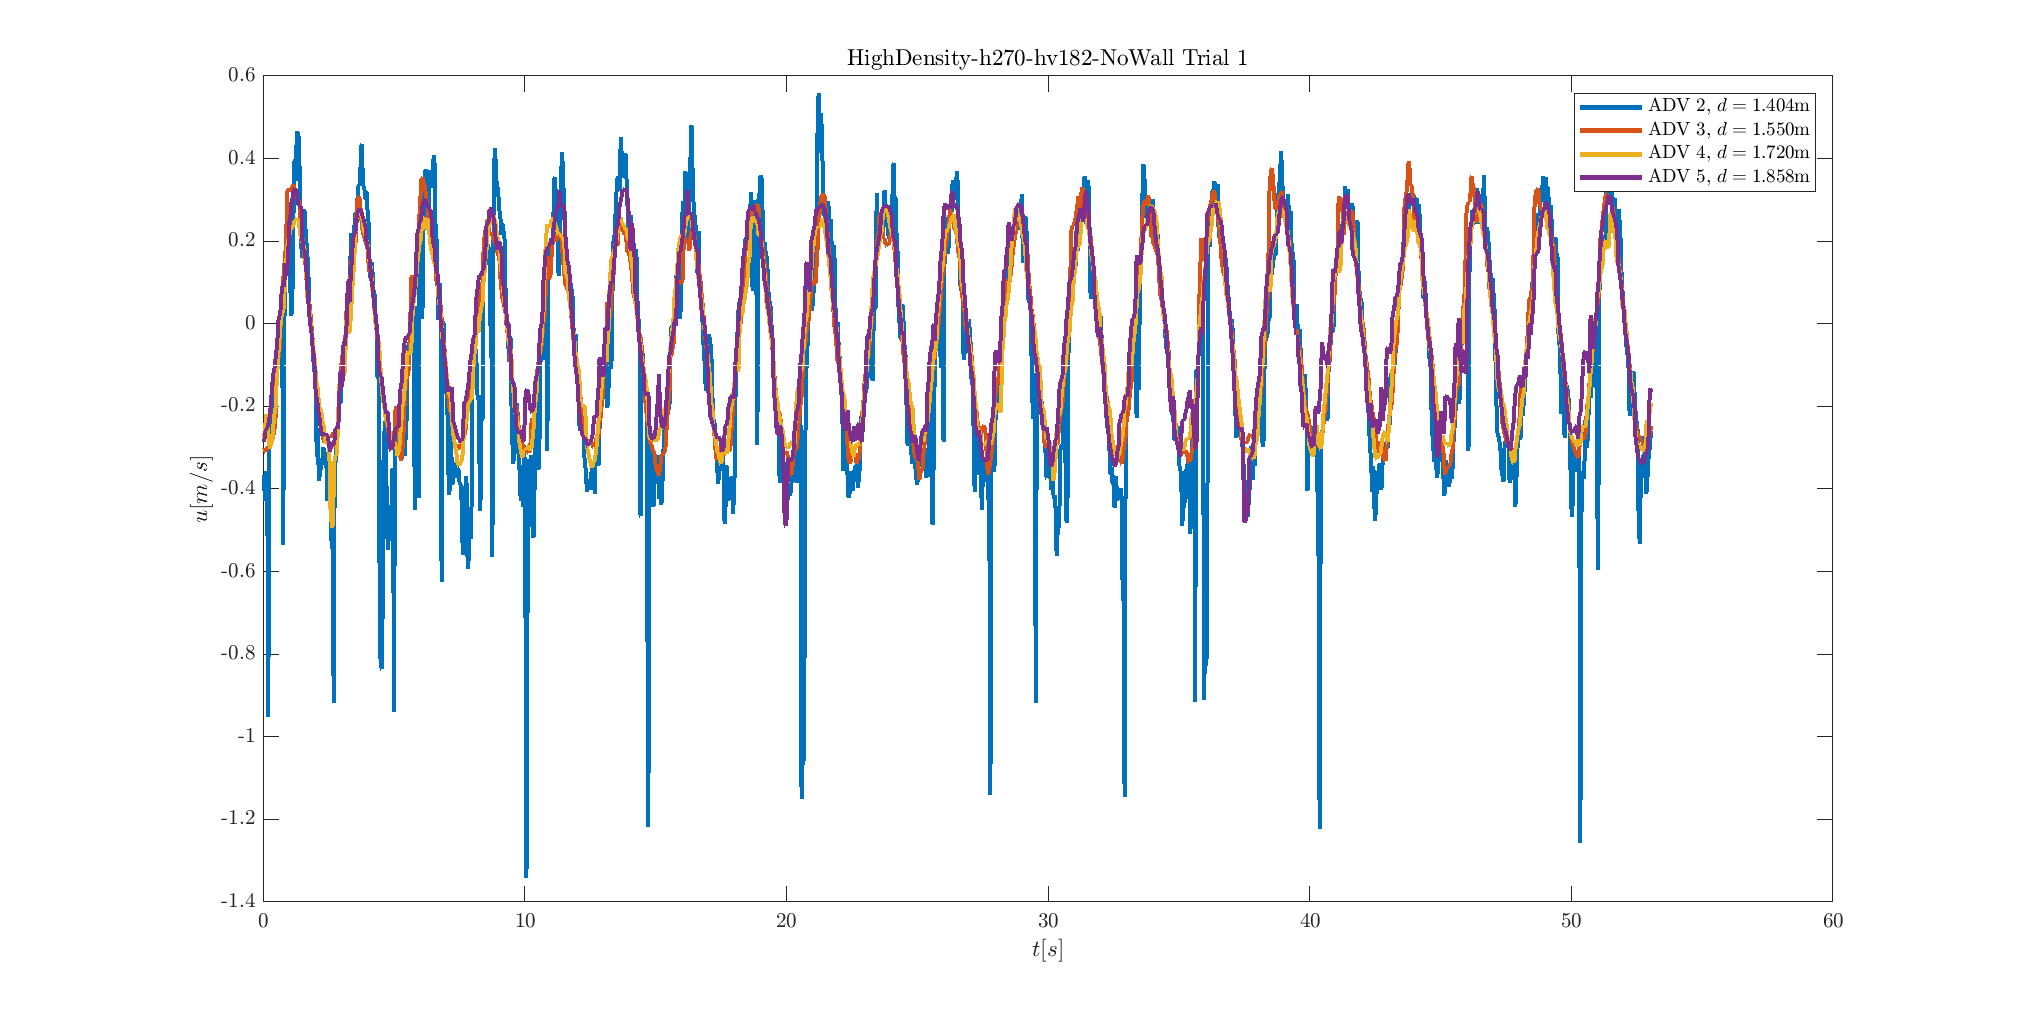 HighDensity-h270-hv182-NoWall Trial 1
0.6
0.4
0.2
0
-0.2
-0.4
-0.6
-0.8
-1
-1.2
-1.4
u[m/s]
ADV 2, d = 1.404m
ADV 3, d = 1.550m
ADV 4, d = 1.720m
ADV 5, d = 1.858m
0 10 20 30 40 50 60
t[s]